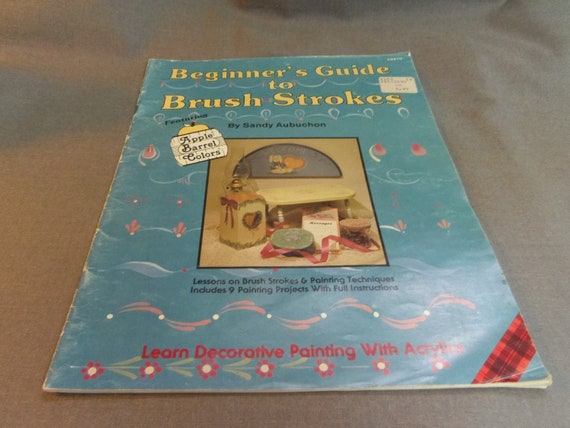 Beginner's Guide
to
Brush Strokes
Featuring
Apple
Barrel
Colors
By Sandy Aubuchon
Messages
Lessons on Brush Strokes & Painting Techniques
Includes 9 Painting Projects With Full Instructions
Learn Decorative Painting With Acrylics